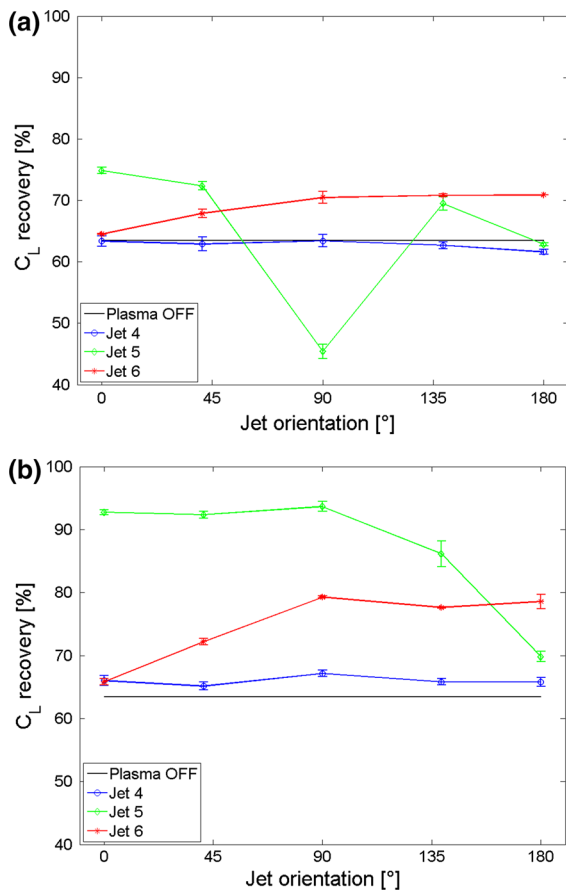 (a)
100
90
80
70
60
50
40
C_L recovery [%]
Plasma OFF
Jet 4
Jet 5
Jet 6
0 45 90 135 180
Jet orientation [°]
(b)
100
90
80
70
60
50
40
C_L recovery [%]
Plasma OFF
Jet 4
Jet 5
Jet 6
0 45 90 135 180
Jet orientation [°]